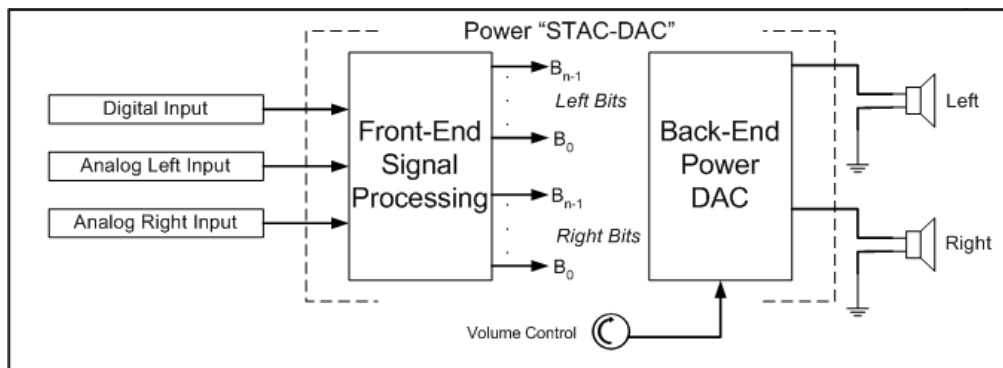 Power “STAC-DAC”
Digital Input
Analog Left Input
Analog Right Input
Front-End
Signal
Processing
Bn-1
Left Bits
B0
Bn-1
Right Bits
B0
Back-End
Power
DAC
Left
Right
Volume Control